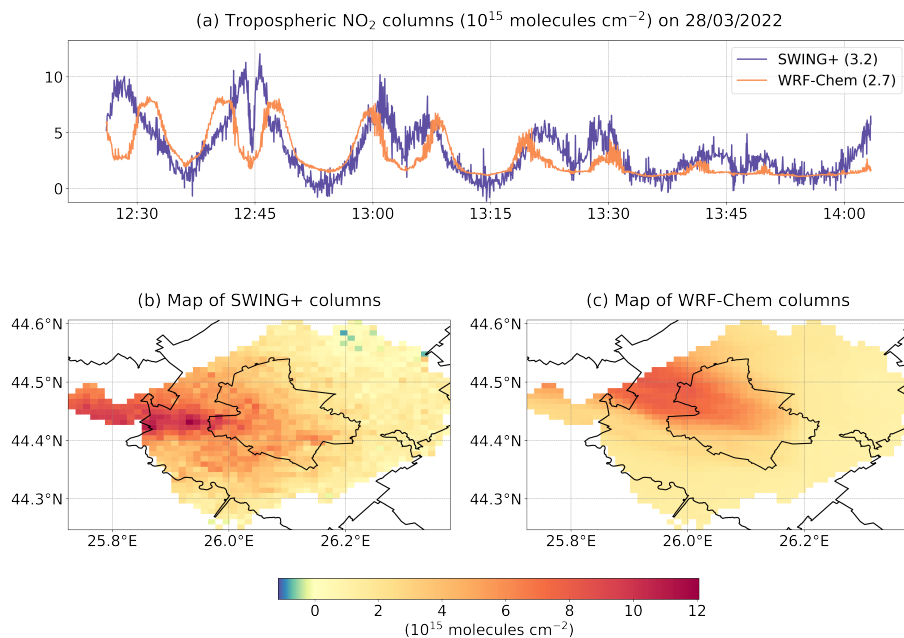 (a) Tropospheric NO₂ columns (10¹⁵ molecules cm⁻²) on 28/03/2022
SWING+ (3.2)
WRF-Chem (2.7)
10
5
0
12:30 12:45 13:00 13:15 13:30 13:45 14:00
(b) Map of SWING+ columns (c) Map of WRF-Chem columns
44.6°N 44.6°N
44.5°N 44.5°N
44.4°N 44.4°N
44.3°N 44.3°N
25.8°E 26.0°E 26.2°E 25.8°E 26.0°E 26.2°E
0 2 4 6 8 10 12
(10¹⁵ molecules cm⁻²)